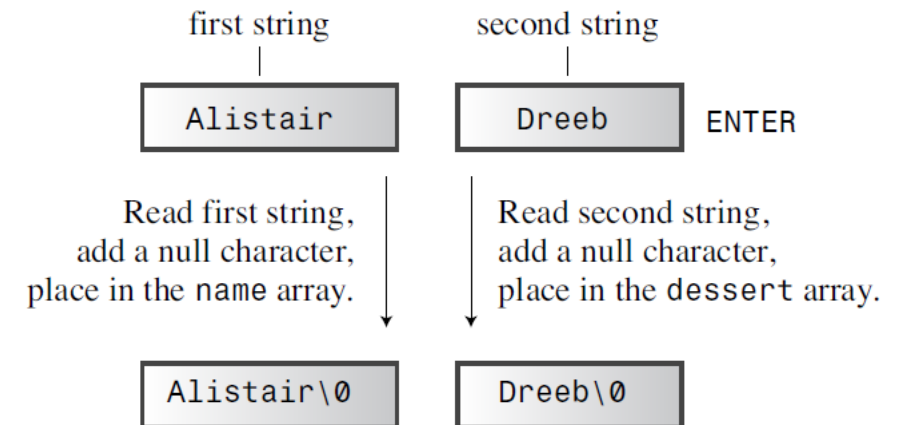 first string
second string
Alistair
Dreeb
ENTER
Read first string,
add a null character,
place in the name array.
Read second string,
add a null character,
place in the dessert array.
Alistair\0
Dreeb\0